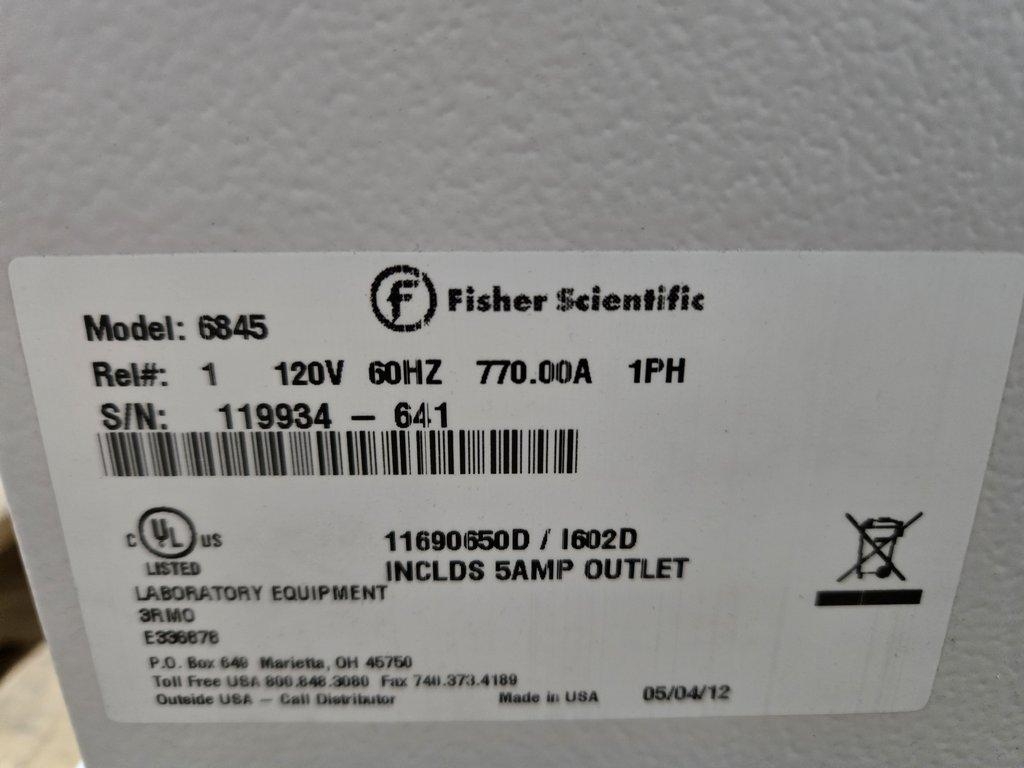 Fisher Scientific
Model: 6845
Rel#: 1 120V 60HZ 770.00A 1PH
S/N: 119934 - 641
C UL US
LISTED
11690650D / I602D
INCLDS 5AMP OUTLET
LABORATORY EQUIPMENT
3RMO
E336878
P.O. Box 649 Marietta, OH 45750
Toll Free USA 800.848.3080 Fax 740.373.4189
Outside USA - Call Distributor
Made in USA
05/04/12